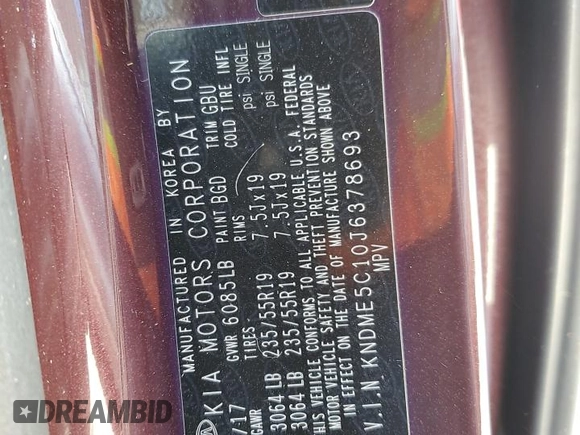 MANUFACTURED IN KOREA BY
KIA MOTORS CORPORATION
/17 GVWR 6085LB PAINT BGD TRIM GBU
GAWR TIRES RIMS COLD TIRE INFL
3064 LB 235/55R19 7.5Jx19 psi SINGLE
3064 LB 235/55R19 7.5Jx19 psi SINGLE
THIS VEHICLE CONFORMS TO ALL APPLICABLE U.S.A. FEDERAL
MOTOR VEHICLE SAFETY AND THEFT PREVENTION STANDARDS
IN EFFECT ON THE DATE OF MANUFACTURE SHOWN ABOVE
V.I.N KNDME5C10J6378693
MPV
DREAMBID